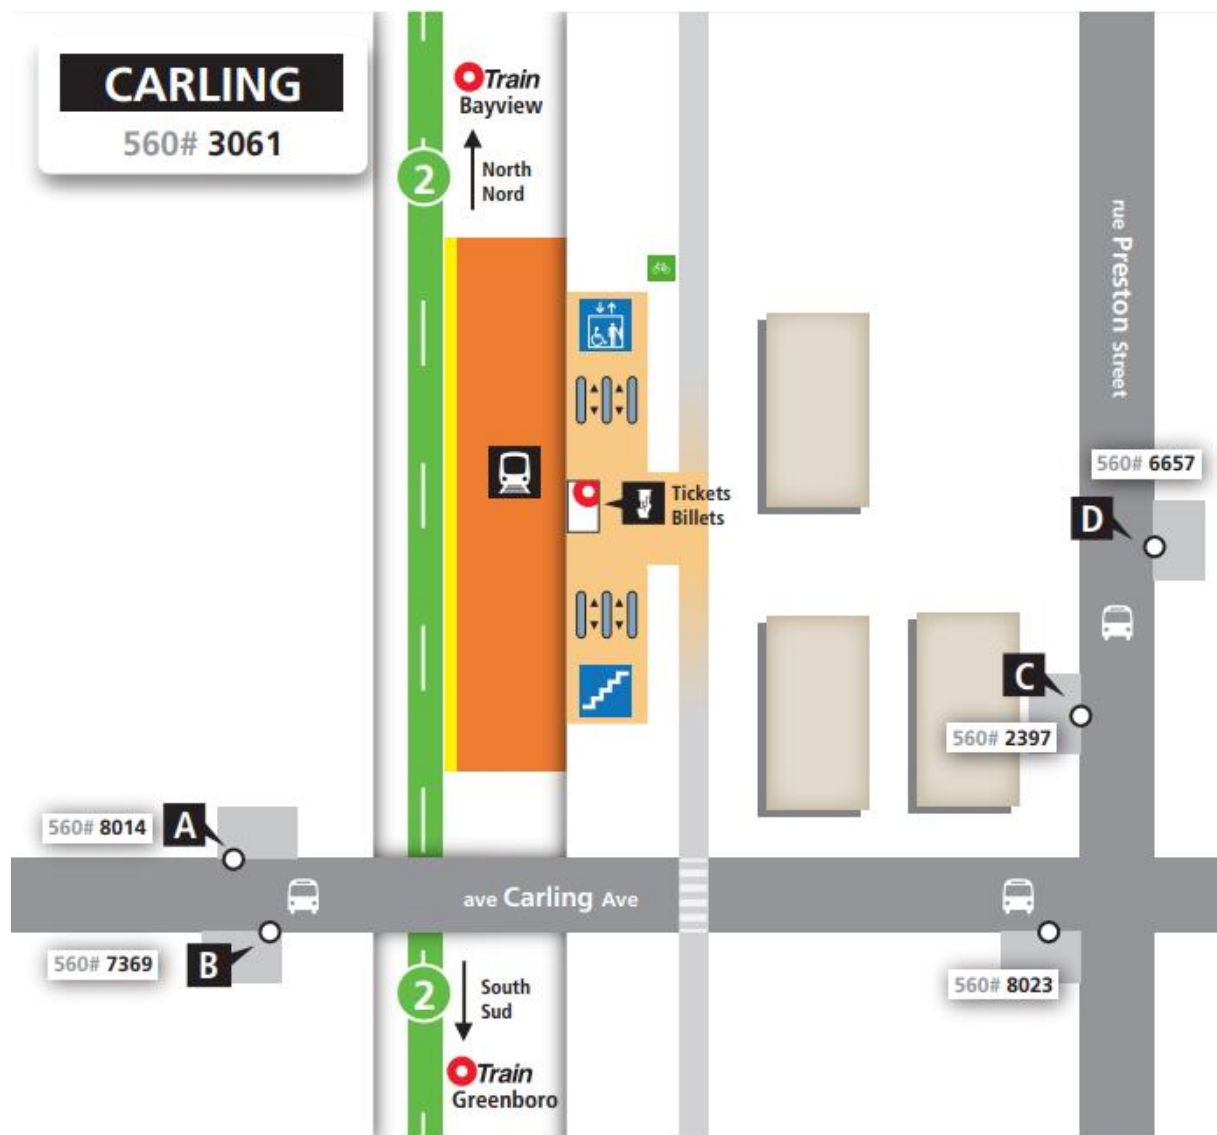 CARLING
560# 3061
Train
Bayview
2
North
Nord
rue Preston Street
560# 6657
D
Tickets
Billets
C
560# 2397
560# 8014
A
ave Carling Ave
560# 7369
B
2
South
Sud
560# 8023
Train
Greenboro